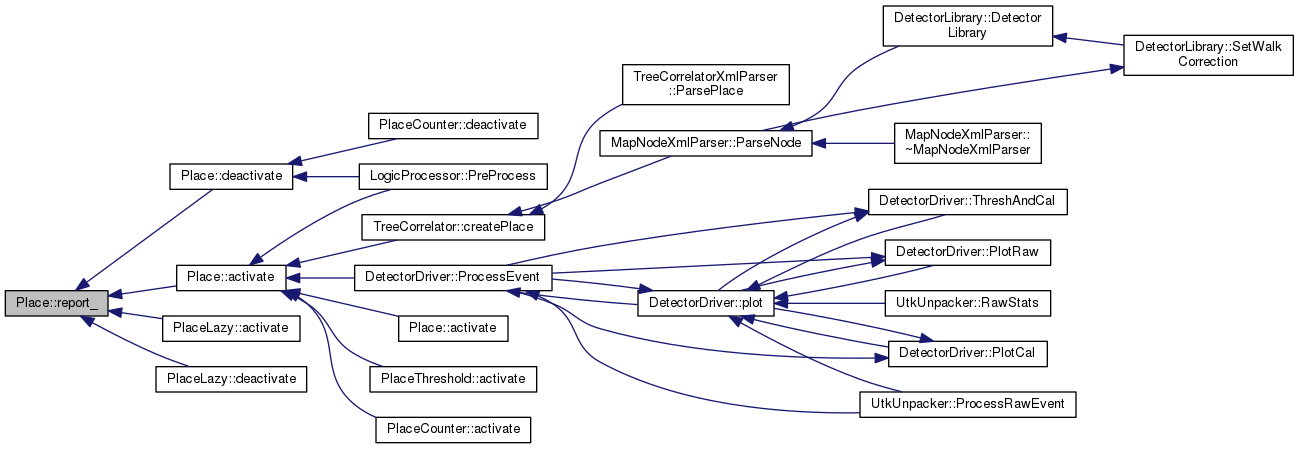 DetectorLibrary::Detector
Library
DetectorLibrary::SetWalk
Correction
TreeCorrelatorXmlParser
::ParsePlace
PlaceCounter::deactivate
MapNodeXmlParser::ParseNode
MapNodeXmlParser::
~MapNodeXmlParser
Place::deactivate
LogicProcessor::PreProcess
DetectorDriver::ThreshAndCal
TreeCorrelator::createPlace
DetectorDriver::PlotRaw
Place::activate
DetectorDriver::ProcessEvent
Place::report_
DetectorDriver::plot
UtkUnpacker::RawStats
PlaceLazy::activate
Place::activate
DetectorDriver::PlotCal
PlaceLazy::deactivate
PlaceThreshold::activate
UtkUnpacker::ProcessRawEvent
PlaceCounter::activate